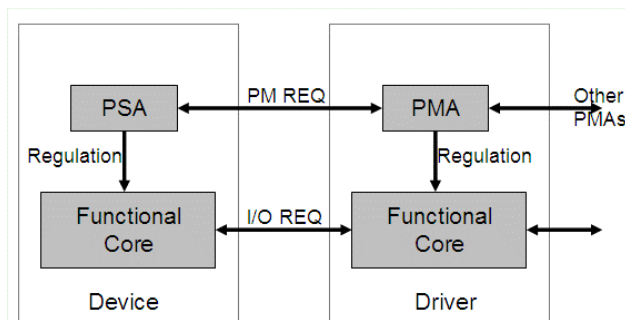 PSA
PM REQ
PMA
Other
PMAs
Regulation
Regulation
Functional
Core
I/O REQ
Functional
Core
Device
Driver